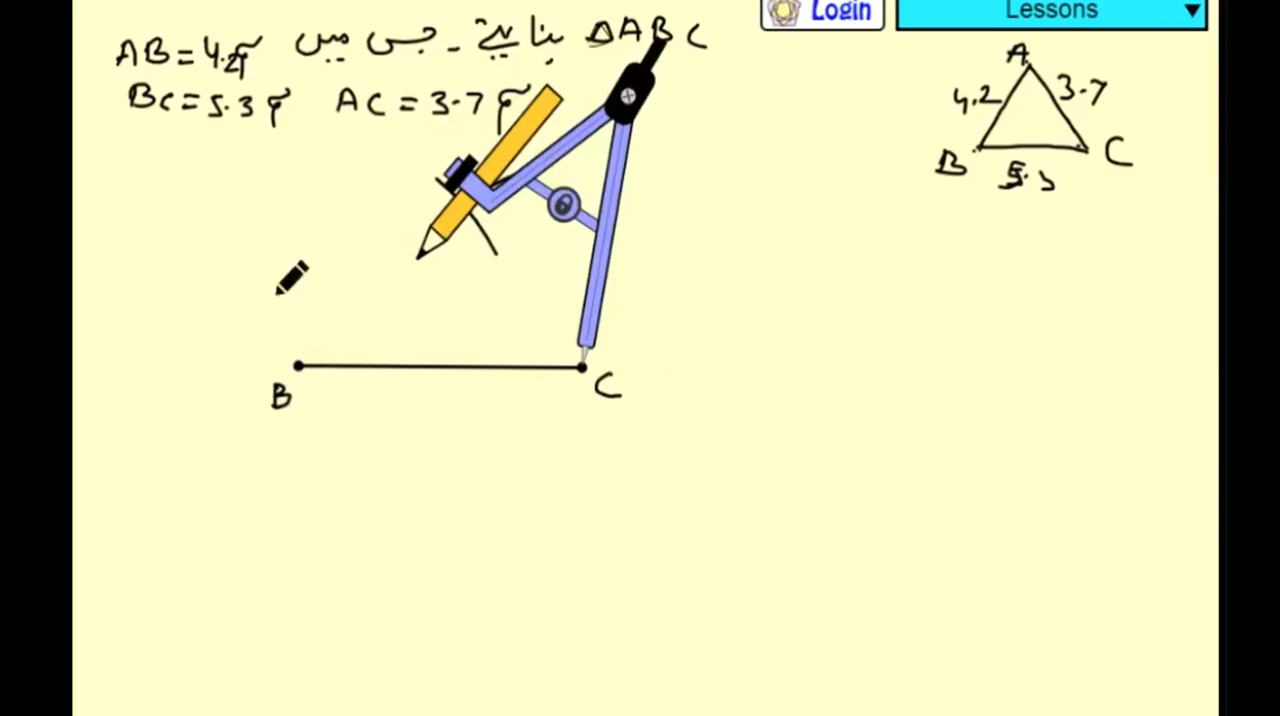 Login
Lessons
△ABC بنایئے ۔ جس میں AB = 4.2 سم
BC = 5.3 سم AC = 3.7 سم
A
4.2 3.7
B C
5.3
B C